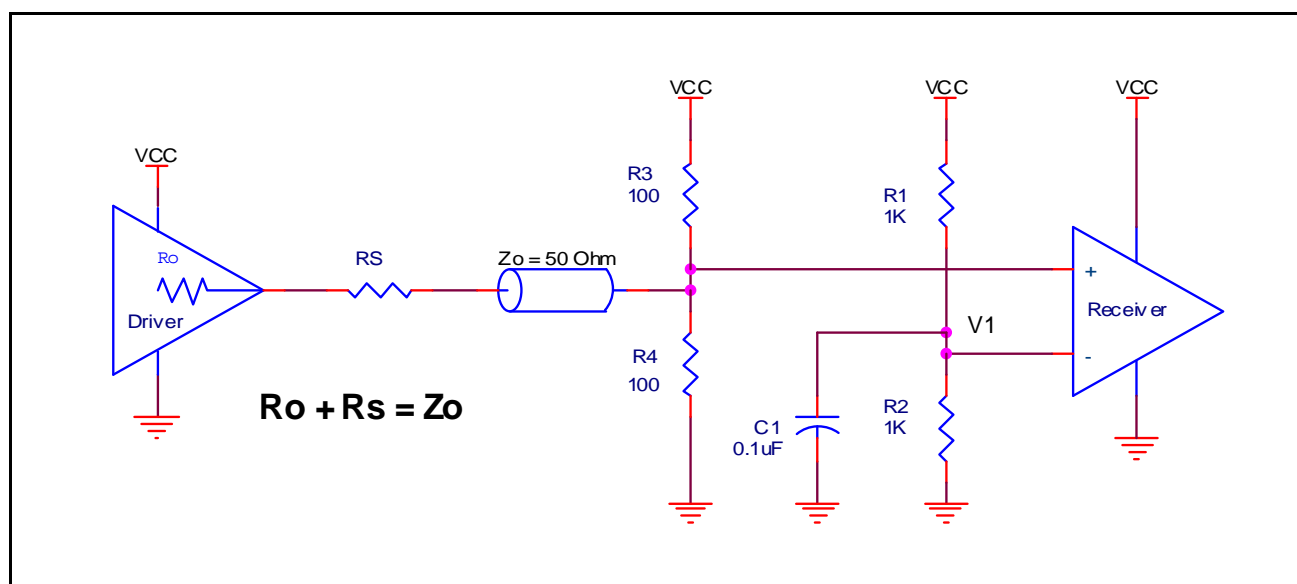 VCC
VCC
VCC
VCC
R3
100
R1
1K
Ro
RS
Zo = 50 Ohm
+
Driver
Receiver
V1
R4
100
-
Ro + Rs = Zo
C1
0.1uF
R2
1K